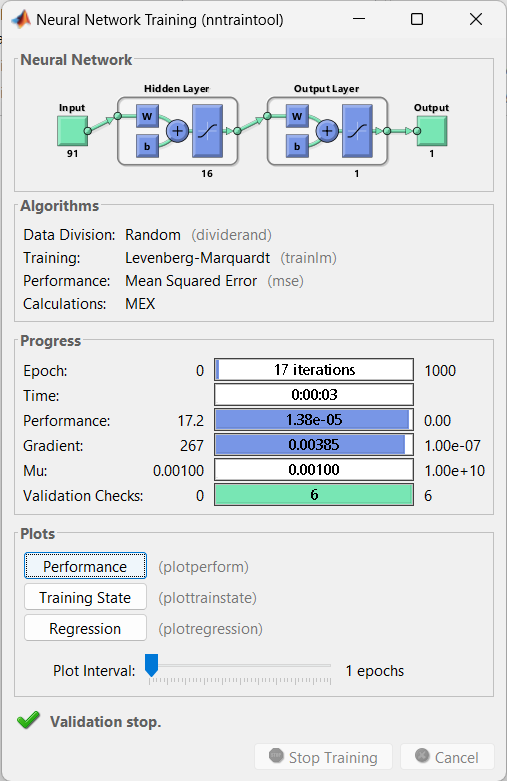 Neural Network Training (nntraintool)
Neural Network
Hidden Layer Output Layer
Input W W Output
b b
91 16 1 1
Algorithms
Data Division: Random (dividerand)
Training: Levenberg-Marquardt (trainlm)
Performance: Mean Squared Error (mse)
Calculations: MEX
Progress
Epoch: 0 17 iterations 1000
Time: 0:00:03
Performance: 17.2 1.38e-05 0.00
Gradient: 267 0.00385 1.00e-07
Mu: 0.00100 0.00100 1.00e+10
Validation Checks: 0 6 6
Plots
Performance (plotperform)
Training State (plottrainstate)
Regression (plotregression)
Plot Interval: 1 epochs
Validation stop.
Stop Training Cancel